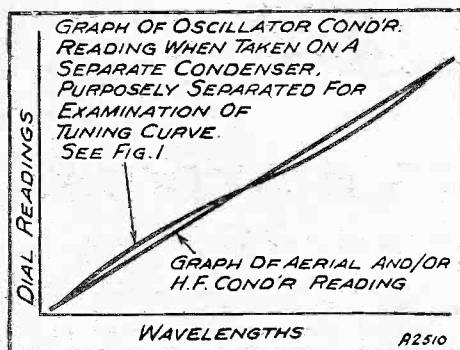 GRAPH OF OSCILLATOR COND'R.
READING WHEN TAKEN ON A
SEPARATE CONDENSER,
PURPOSELY SEPARATED FOR
EXAMINATION OF
TUNING CURVE.
SEE FIG. 1
DIAL READINGS
GRAPH OF AERIAL AND/OR
H.F. COND'R READING
WAVELENGTHS
A2510